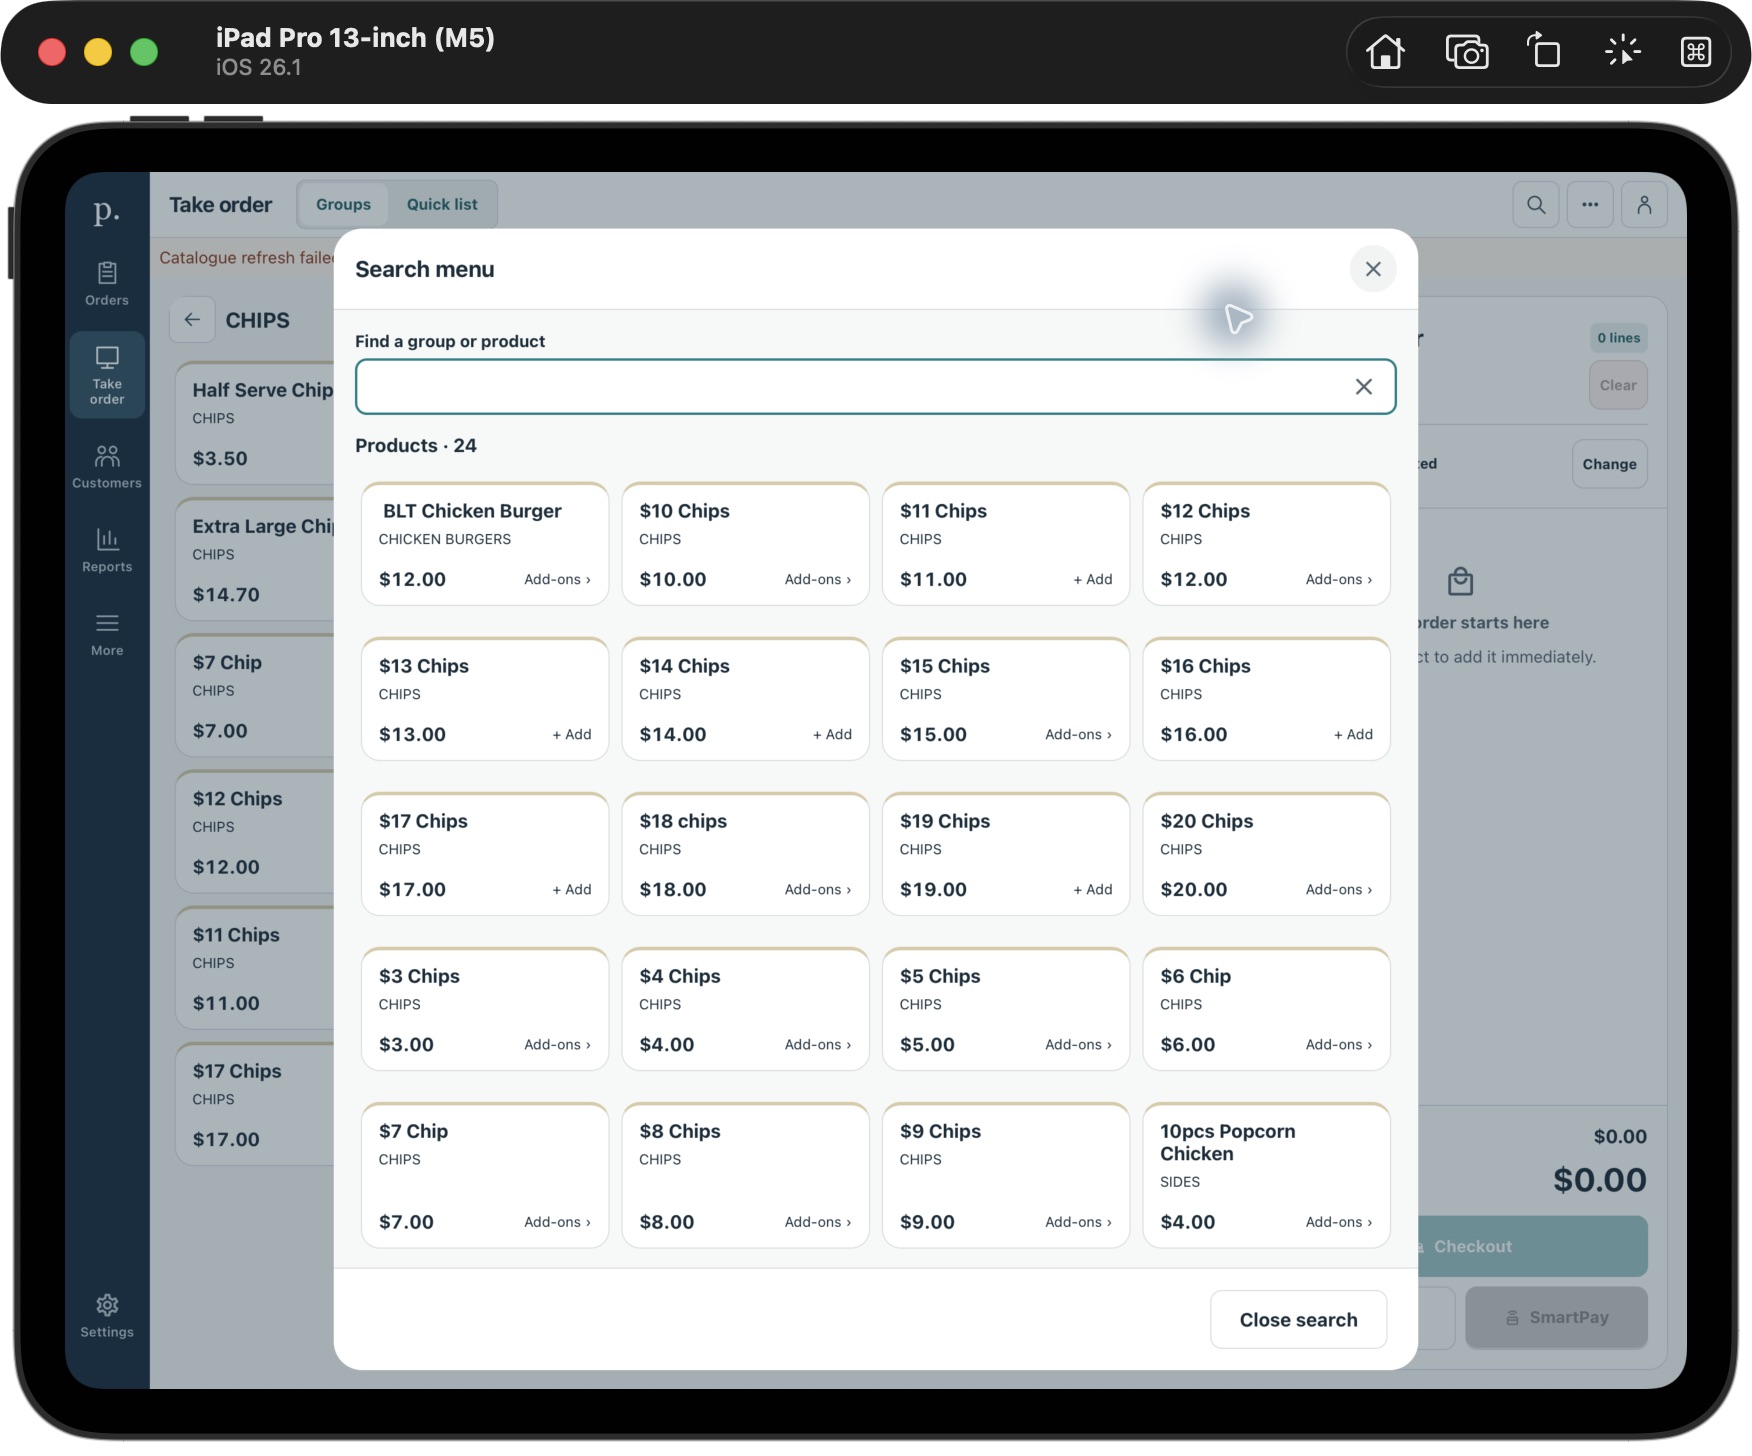 iPad Pro 13-inch (M5)
iOS 26.1
p.
Orders
Take
order
Customers
Reports
More
Settings
Take order
Groups
Quick list
Catalogue refresh failed
CHIPS
Half Serve Chip
CHIPS
$3.50
Extra Large Chi
CHIPS
$14.70
$7 Chip
CHIPS
$7.00
$12 Chips
CHIPS
$12.00
$11 Chips
CHIPS
$11.00
$17 Chips
CHIPS
$17.00
Search menu
Find a group or product
Products · 24
BLT Chicken Burger
CHICKEN BURGERS
$12.00 Add-ons ›
$10 Chips
CHIPS
$10.00 Add-ons ›
$11 Chips
CHIPS
$11.00 + Add
$12 Chips
CHIPS
$12.00 Add-ons ›
$13 Chips
CHIPS
$13.00 + Add
$14 Chips
CHIPS
$14.00 + Add
$15 Chips
CHIPS
$15.00 Add-ons ›
$16 Chips
CHIPS
$16.00 + Add
$17 Chips
CHIPS
$17.00 + Add
$18 chips
CHIPS
$18.00 Add-ons ›
$19 Chips
CHIPS
$19.00 + Add
$20 Chips
CHIPS
$20.00 Add-ons ›
$3 Chips
CHIPS
$3.00 Add-ons ›
$4 Chips
CHIPS
$4.00 Add-ons ›
$5 Chips
CHIPS
$5.00 Add-ons ›
$6 Chip
CHIPS
$6.00 Add-ons ›
$7 Chip
CHIPS
$7.00 Add-ons ›
$8 Chips
CHIPS
$8.00 Add-ons ›
$9 Chips
CHIPS
$9.00 Add-ons ›
10pcs Popcorn
Chicken
SIDES
$4.00 Add-ons ›
Close search
0 lines
Clear
Change
order starts here
to add it immediately.
$0.00
$0.00
Checkout
SmartPay